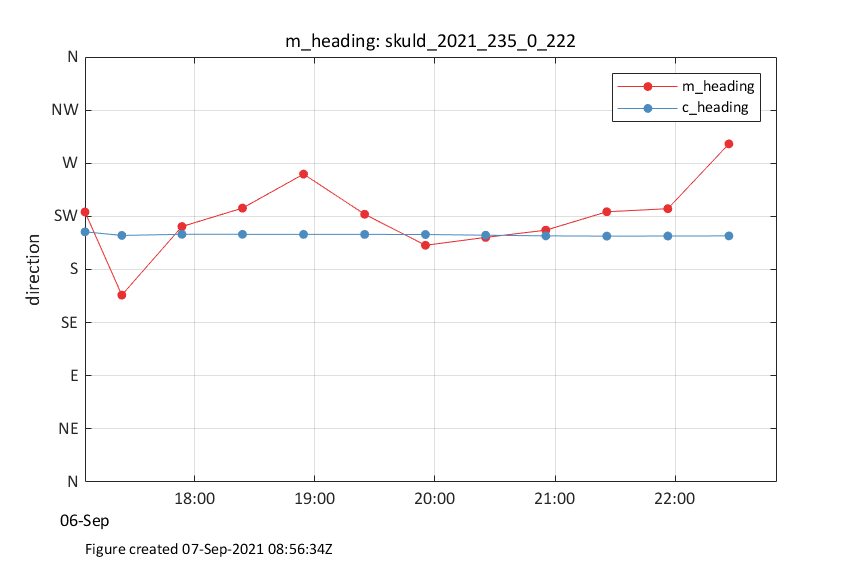 m_heading: skuld_2021_235_0_222
N
NW
W
SW
S
SE
E
NE
N
direction
m_heading
c_heading
18:00
19:00
20:00
21:00
22:00
06-Sep
Figure created 07-Sep-2021 08:56:34Z